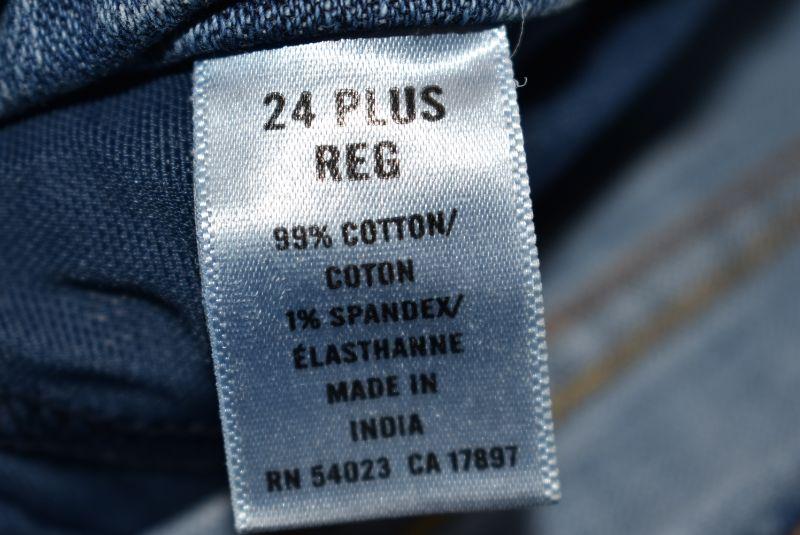 24 PLUS
REG
99% COTTON/
COTON
1% SPANDEX/
ÉLASTHANNE
MADE IN
INDIA
RN 54023 CA 17897